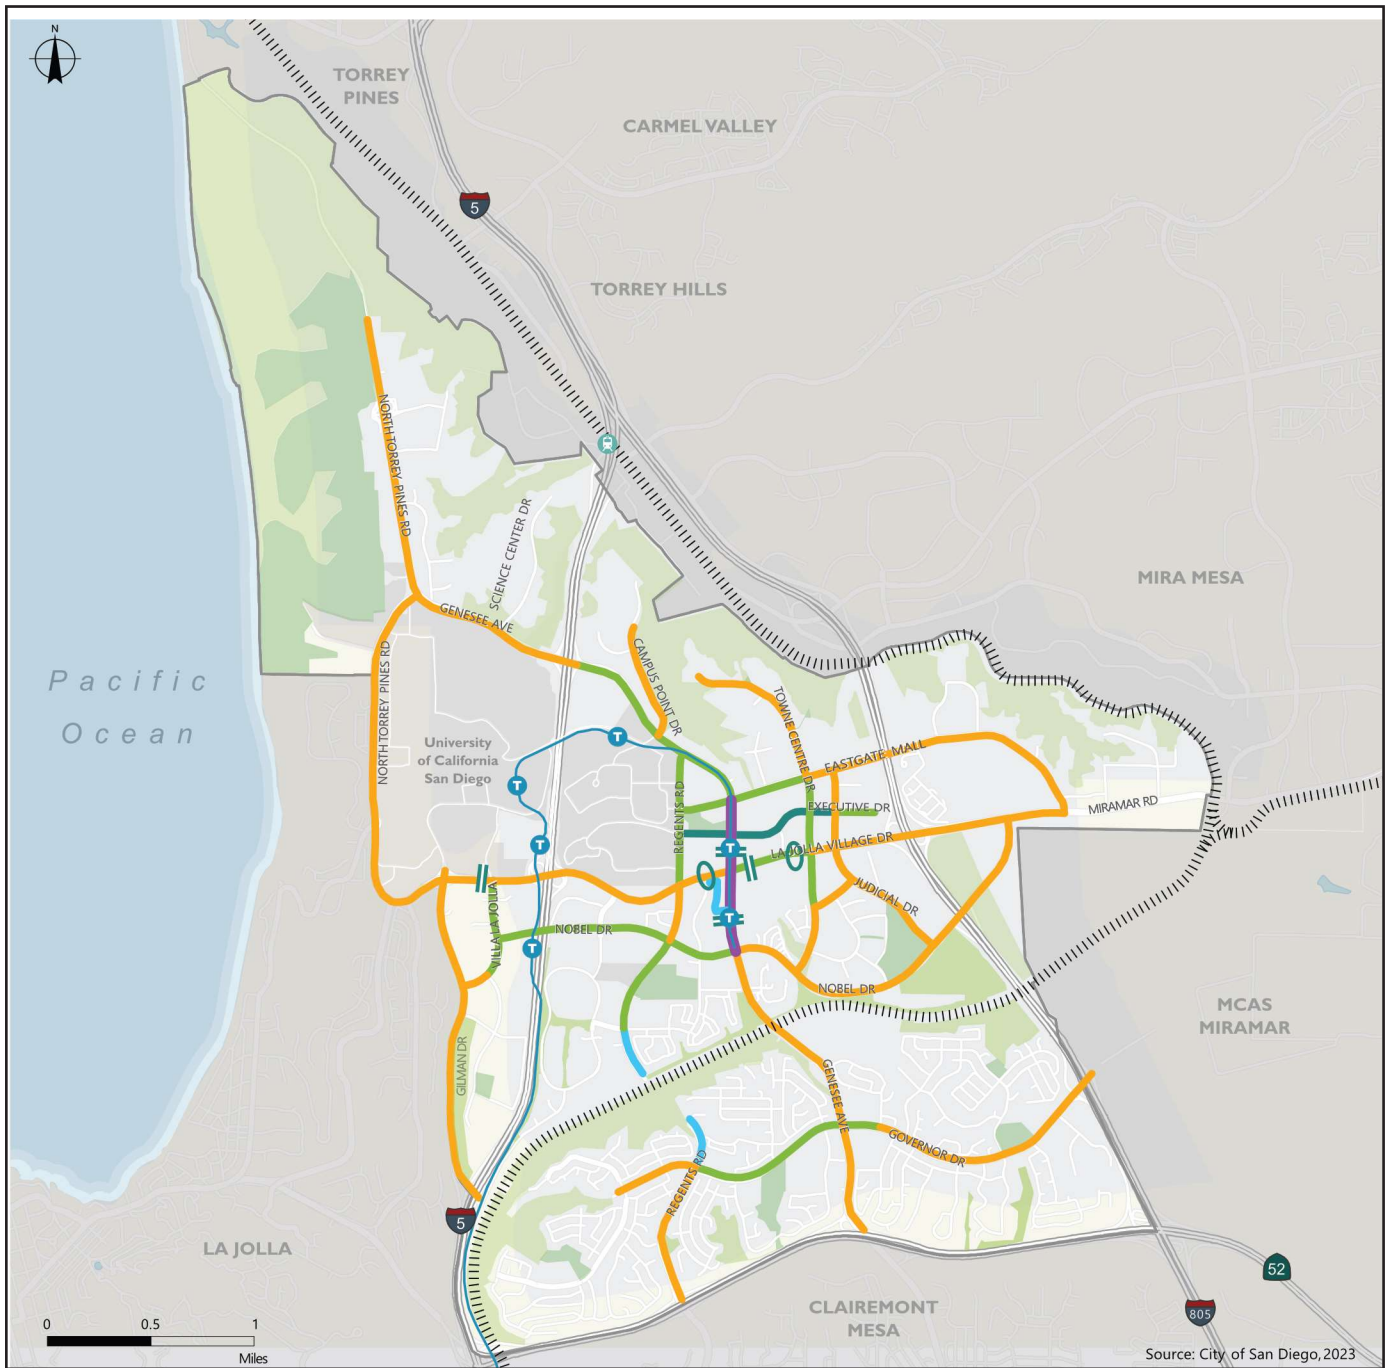 N
TORREY
PINES
CARMEL VALLEY
5
TORREY HILLS
NORTH TORREY PINES RD
SCIENCE CENTER DR
MIRA MESA
GENESEE AVE
NORTH TORREY PINES RD
CAMPUS POINT DR
Pacific
Ocean
TOWNE CENTRE DR
University
of California
San Diego
T
T
EASTGATE MALL
REGENTS RD
EXECUTIVE DR
MIRAMAR RD
T
T
LA JOLLA VILLAGE DR
VILLA LA JOLLA
JUDICIAL DR
T
NOBEL DR
T
NOBEL DR
MCAS
MIRAMAR
GILMAN DR
GENESEE AVE
GOVERNOR DR
REGENTS RD
5
LA JOLLA
52
CLAIREMONT
MESA
805
0
0.5
1
Miles
Source: City of San Diego, 2023